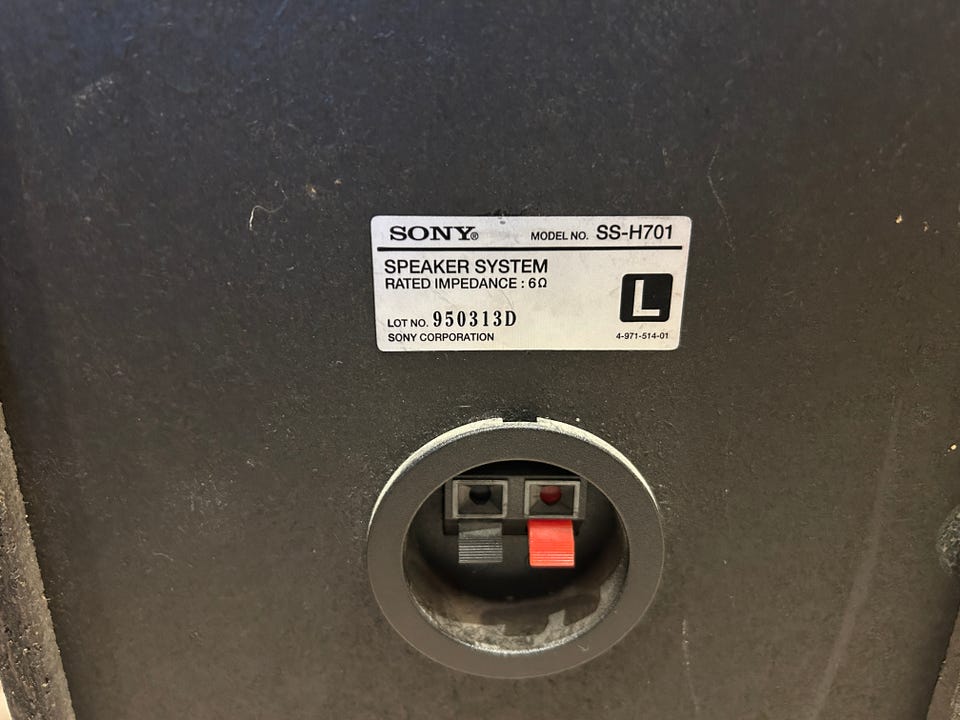 SONY® MODEL NO. SS-H701
SPEAKER SYSTEM
RATED IMPEDANCE : 6Ω
L
LOT NO. 950313D
SONY CORPORATION 4-971-514-01